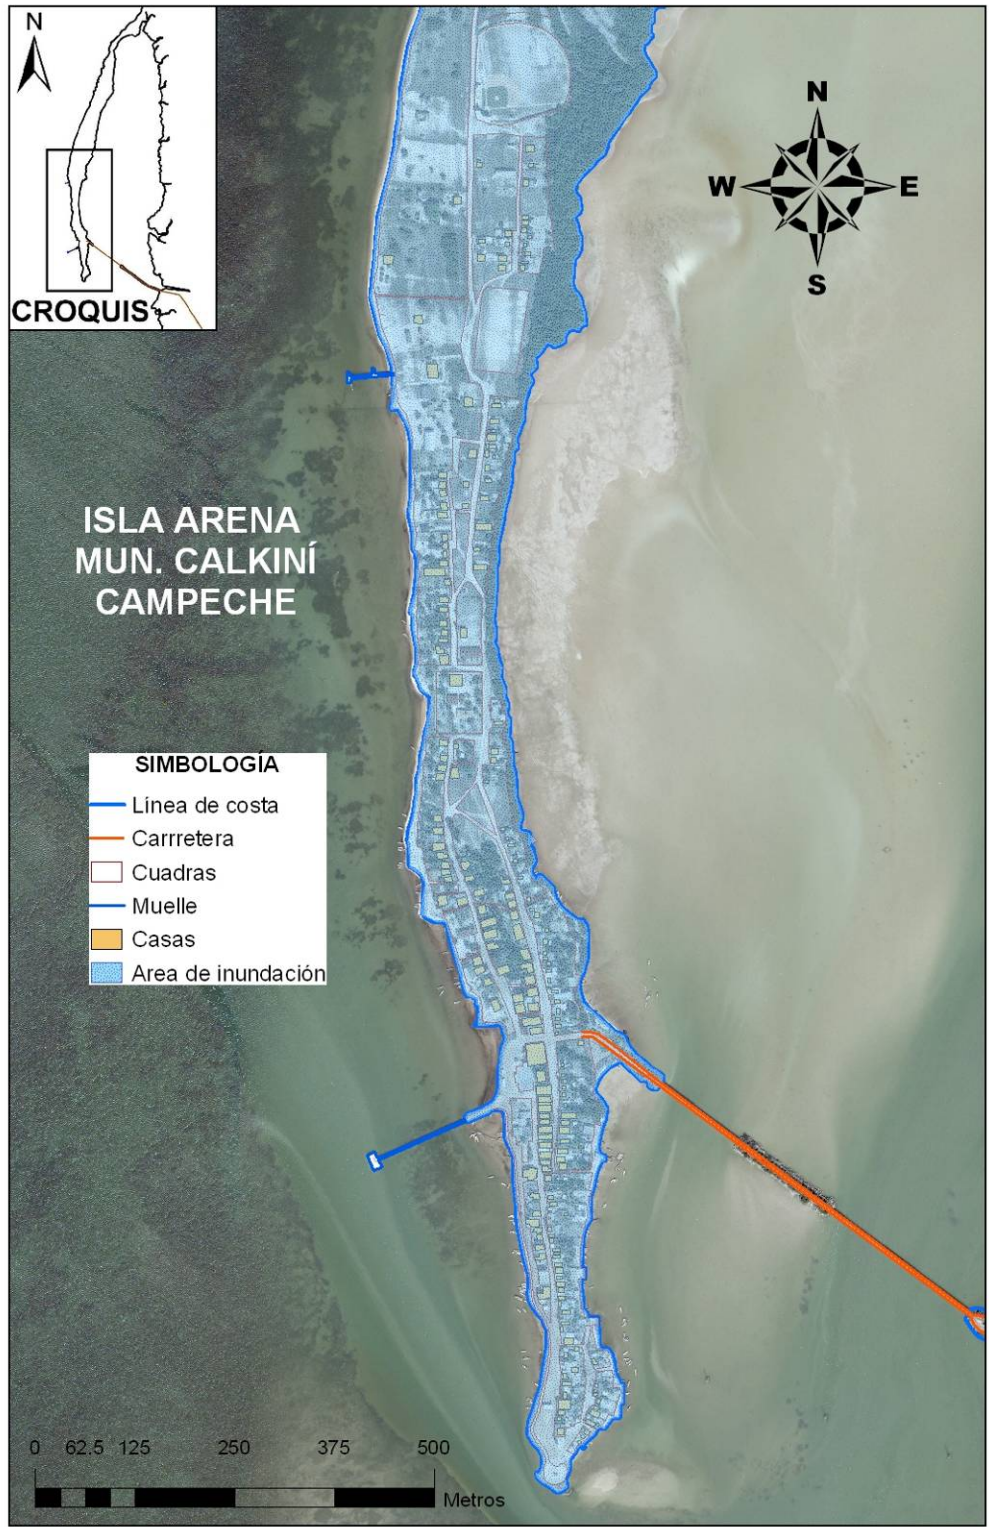 N
CROQUIS
N
W
E
S
ISLA ARENA
MUN. CALKINÍ
CAMPECHE
SIMBOLOGÍA
Línea de costa
Carrretera
Cuadras
Muelle
Casas
Area de inundación
0 62.5 125 250 375 500
Metros